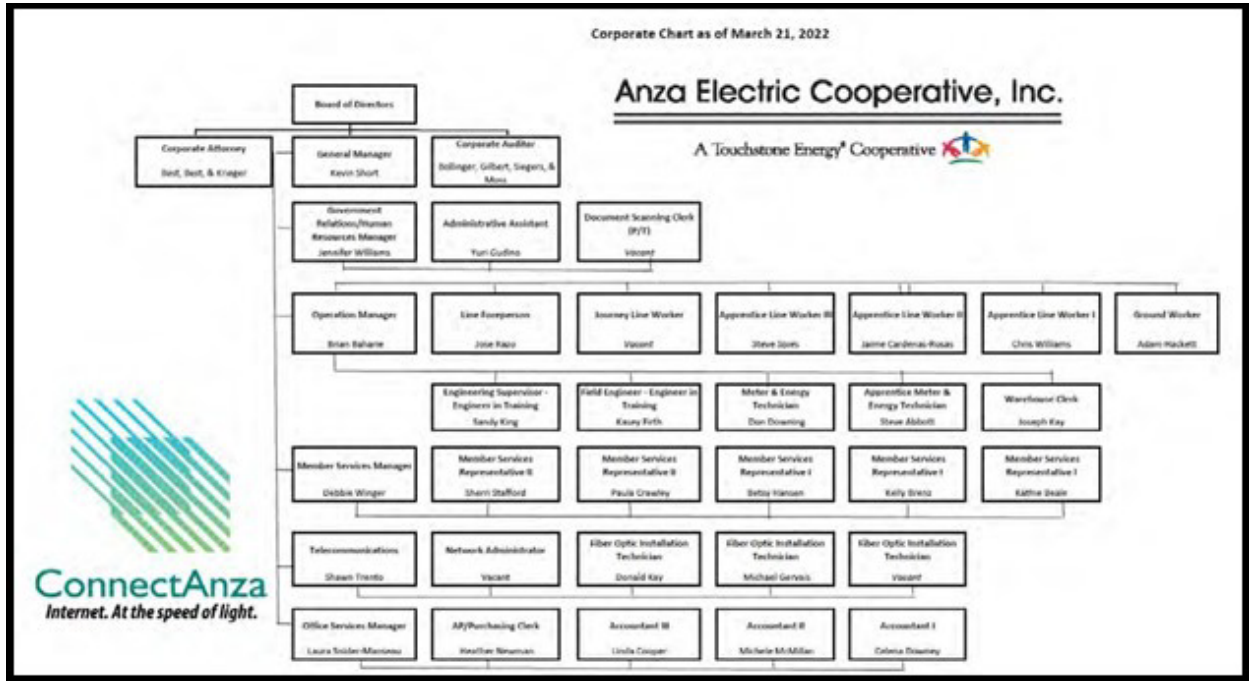 Corporate Chart as of March 21, 2022
Anza Electric Cooperative, Inc.
A Touchstone Energy® Cooperative
Board of Directors
Corporate Attorney
Best, Best, & Krieger
General Manager
Kevin Short
Corporate Auditor
Bollinger, Gilbert, Siegers, &
Moss
Government
Relations/Human
Resources Manager
Jennifer Williams
Administrative Assistant
Yuri Gudino
Document Scanning Clerk
(P/T)
Vacant
Operation Manager
Brian Baharie
Line Foreperson
Jose
Journey Line Worker
Vacant
Apprentice Line Worker III
Steve
Apprentice Line Worker II
Jaime Cardenas-Rosas
Apprentice Line Worker I
Chris Williams
Ground Worker
Adam Hackett
Engineering Supervisor -
Engineer in Training
Sandy King
Field Engineer - Engineer in
Training
Kasey Firth
Meter & Energy
Technician
Don Downing
Apprentice Meter &
Energy Technician
Steve Abbott
Warehouse Clerk
Joseph Kay
Member Services Manager
Debbie Winger
Member Services
Representative II
Sherri Stafford
Member Services
Representative II
Paula Crawley
Member Services
Representative I
Betsy Hansen
Member Services
Representative I
Kelly
Member Services
Representative I
Kathie Beale
Telecommunications
Shawn Trento
Network Administrator
Vacant
Fiber Optic Installation
Technician
Donald Kay
Fiber Optic Installation
Technician
Michael Gervais
Fiber Optic Installation
Technician
Vacant
Office Services Manager
Laura
AP/Purchasing Clerk
Heather Newman
Accountant III
Linda Cooper
Accountant II
Michele McMillan
Accountant I
Celena Downey
ConnectAnza
Internet. At the speed of light.